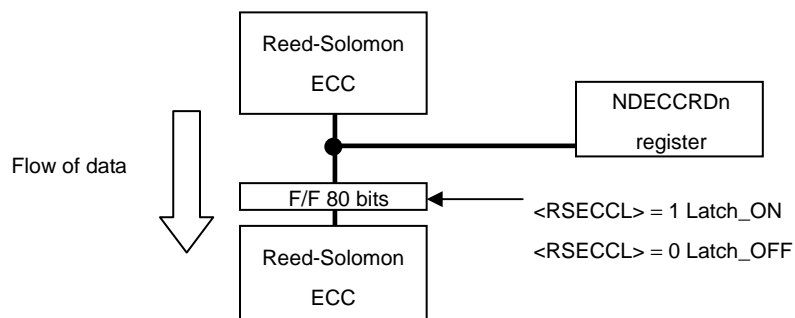 Reed-Solomon
ECC
NDECCRDn
register
Flow of data
F/F 80 bits
<RSECCL> = 1 Latch_ON
<RSECCL> = 0 Latch_OFF
Reed-Solomon
ECC